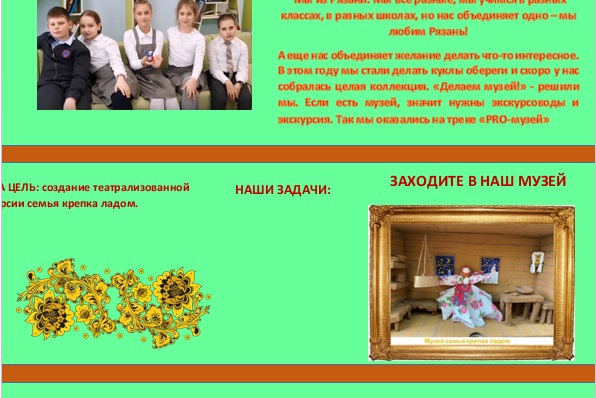 Мы из Рязани. Мы все разные, мы учимся в разных
классах, в разных школах, но нас объединяет одно – мы
любим Рязань!
А еще нас объединяет желание делать что-то интересное.
В этом году мы стали делать куклы обереги и скоро у нас
собралась целая коллекция. «Делаем музей!» - решили
мы. Если есть музей, значит нужны экскурсоводы и
экскурсия. Так мы оказались на треке «PRO-музей»
А ЦЕЛЬ: создание театрализованной
рсии семья крепка ладом.
НАШИ ЗАДАЧИ:
ЗАХОДИТЕ В НАШ МУЗЕЙ
Музей семья крепка ладом